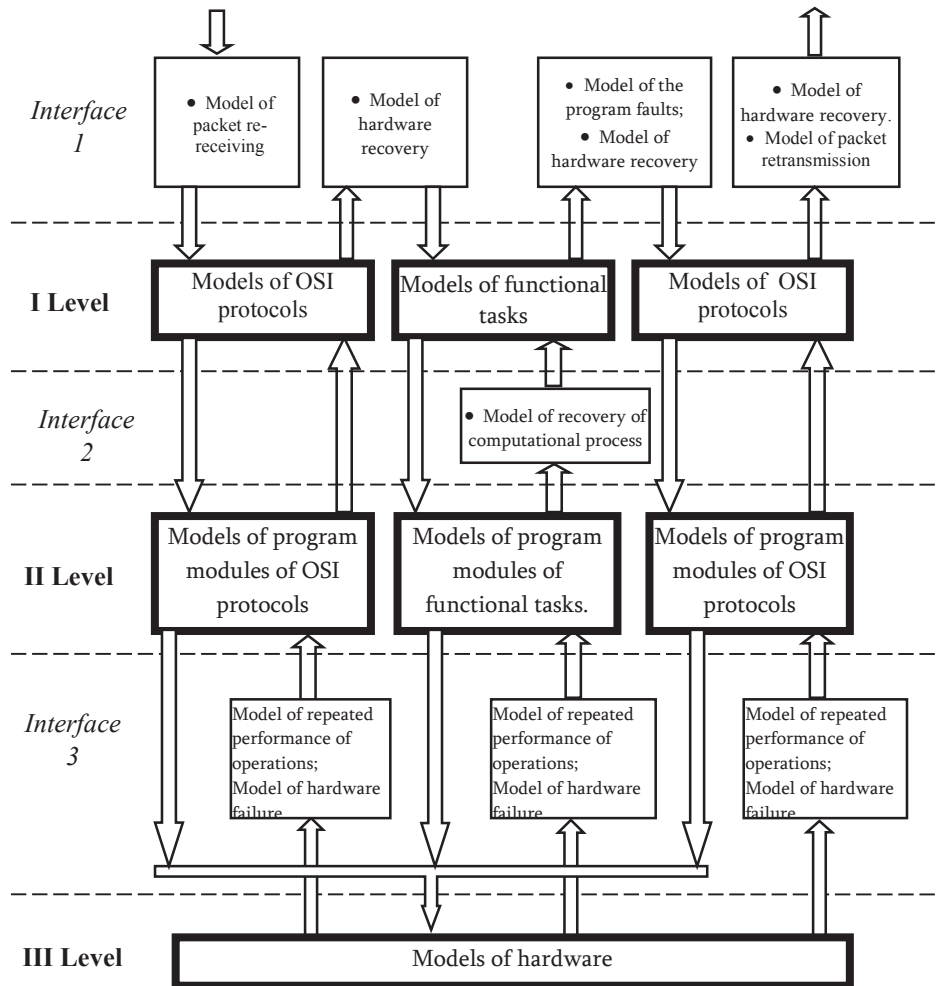 Interface
1
• Model of
packet re-
receiving
• Model of
hardware
recovery
• Model of the
program faults;
• Model of
hardware recovery
• Model of
hardware recovery.
• Model of packet
retransmission
I Level
Models of OSI
protocols
Models of functional
tasks
Models of OSI
protocols
Interface
2
• Model of recovery of
computational process
II Level
Models of program
modules of OSI
protocols
Models of program
modules of
functional tasks.
Models of program
modules of OSI
protocols
Interface
3
Model of repeated
performance of
operations;
Model of hardware
failure
Model of repeated
performance of
operations;
Model of hardware
failure
Model of repeated
performance of
operations;
Model of hardware
failure
III Level
Models of hardware